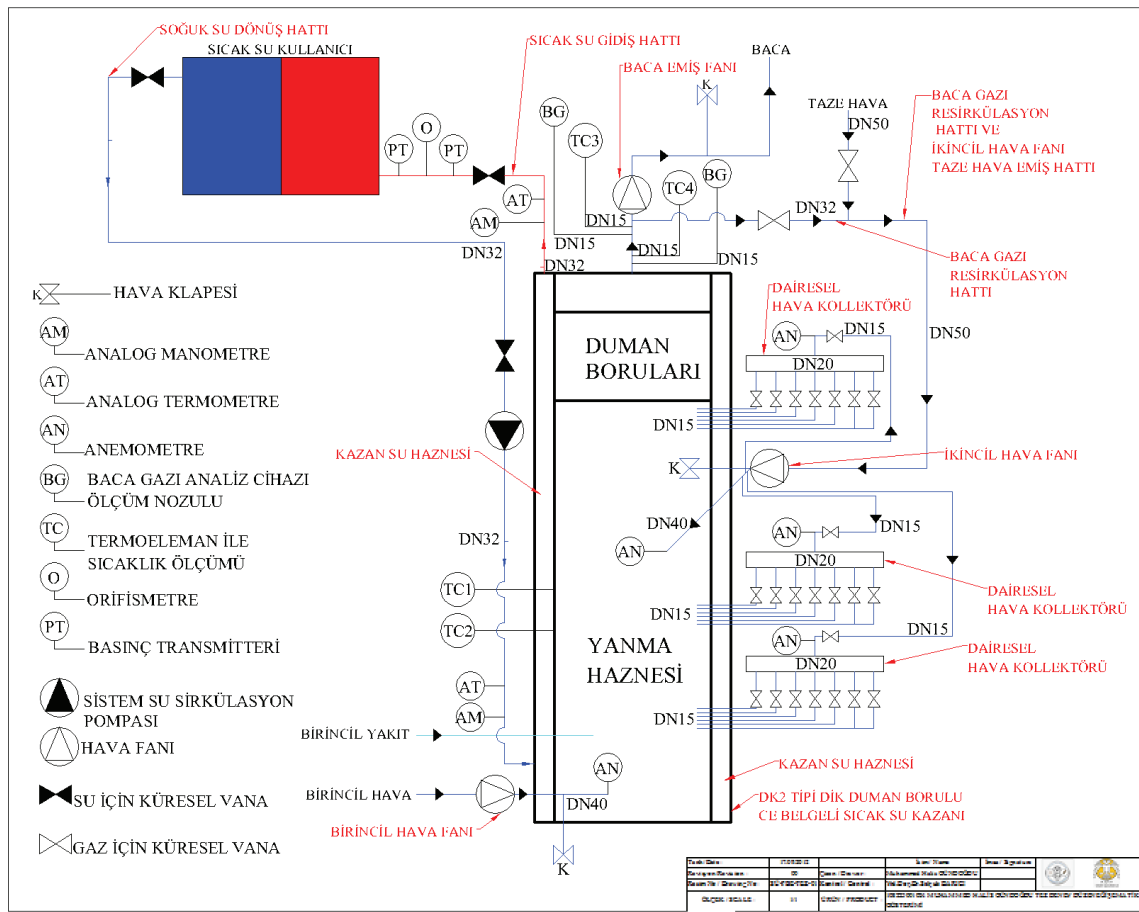 SOĞUK SU DÖNÜŞ HATTI
SICAK SU KULLANICI
SICAK SU GİDİŞ HATTI
BACA EMİŞ FANI
BACA
K
TAZE HAVA
DN50
BACA GAZI
RESİRKÜLASYON
HATTI VE
İKİNCİL HAVA FANI
TAZE HAVA EMİŞ HATTI
BG
TC3
O
PT
PT
AT
AM
TC4
BG
DN15
DN15
DN15
DN15
DN32
DN32
DN32
BACA GAZI
RESİRKÜLASYON
HATTI
K
HAVA KLAPESİ
AM
ANALOG MANOMETRE
AT
ANALOG TERMOMETRE
AN
ANEMOMETRE
BG
BACA GAZI ANALİZ CİHAZI
ÖLÇÜM NOZULU
TC
TERMOELEMAN İLE
SICAKLIK ÖLÇÜMÜ
O
ORİFİSMETRE
PT
BASINÇ TRANSMİTTERİ
SİSTEM SU SİRKÜLASYON
POMPASI
HAVA FANI
SU İÇİN KÜRESEL VANA
GAZ İÇİN KÜRESEL VANA
DUMAN
BORULARI
KAZAN SU HAZNESİ
DN32
TC1
TC2
AT
AM
YANMA
HAZNESİ
BİRİNCİL YAKIT
BİRİNCİL HAVA
BİRİNCİL HAVA FANI
DN40
AN
K
DAİRESEL
HAVA KOLLEKTÖRÜ
AN
DN15
DN20
DN15
DN50
K
İKİNCİL HAVA FANI
DN40
AN
DN15
AN
DN20
DN15
DAİRESEL
HAVA KOLLEKTÖRÜ
DN15
AN
DN20
DN15
DAİRESEL
HAVA KOLLEKTÖRÜ
KAZAN SU HAZNESİ
DK2 TİPİ DİK DUMAN BORULU
CE BELGELİ SICAK SU KAZANI
ÖLÇEK / SCALE :
ÜRÜN / PRODUCT